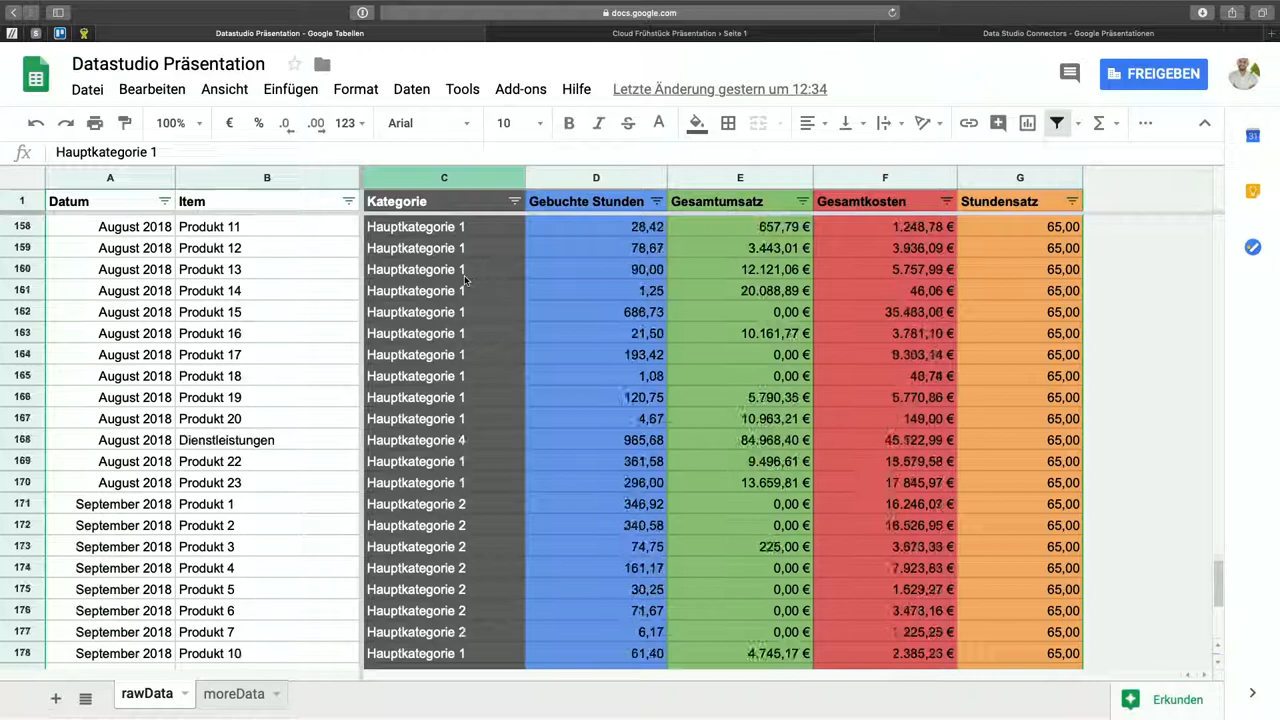 docs.google.com
Datastudio Präsentation - Google Tabellen
Cloud Frühstück Präsentation › Seite 1
Data Studio Connectors - Google Präsentationen
Datastudio Präsentation
Datei Bearbeiten Ansicht Einfügen Format Daten Tools Add-ons Hilfe Letzte Änderung gestern um 12:34
FREIGEBEN
100% € % .0 .00 123 Arial 10 B I S A Σ
fx Hauptkategorie 1
A B C D E F G
1 Datum Item Kategorie Gebuchte Stunden Gesamtumsatz Gesamtkosten Stundensatz
158 August 2018 Produkt 11 Hauptkategorie 1 28,42 657,79 € 1.248,78 € 65,00
159 August 2018 Produkt 12 Hauptkategorie 1 78,67 3.443,01 € 3.936,09 € 65,00
160 August 2018 Produkt 13 Hauptkategorie 1 90,00 12.121,06 € 5.757,99 € 65,00
161 August 2018 Produkt 14 Hauptkategorie 1 1,25 20.088,89 € 46,06 € 65,00
162 August 2018 Produkt 15 Hauptkategorie 1 686,73 0,00 € 35.483,00 € 65,00
163 August 2018 Produkt 16 Hauptkategorie 1 21,50 10.161,77 € 3.781,10 € 65,00
164 August 2018 Produkt 17 Hauptkategorie 1 193,42 0,00 € 65,00
165 August 2018 Produkt 18 Hauptkategorie 1 1,08 0,00 € 65,00
166 August 2018 Produkt 19 Hauptkategorie 1 120,75 5.790,35 € 5.770,86 € 65,00
167 August 2018 Produkt 20 Hauptkategorie 1 4,67 10.963,21 € 149,00 € 65,00
168 August 2018 Dienstleistungen Hauptkategorie 4 965,68 84.968,40 € 45.122,99 € 65,00
169 August 2018 Produkt 22 Hauptkategorie 1 361,58 9.496,61 € 65,00
170 August 2018 Produkt 23 Hauptkategorie 1 296,00 13.659,81 € 17 845,97 € 65,00
171 September 2018 Produkt 1 Hauptkategorie 2 346,92 0,00 € 65,00
172 September 2018 Produkt 2 Hauptkategorie 2 340,58 0,00 € 65,00
173 September 2018 Produkt 3 Hauptkategorie 2 74,75 225,00 € 65,00
174 September 2018 Produkt 4 Hauptkategorie 2 161,17 0,00 € 7.923,83 € 65,00
175 September 2018 Produkt 5 Hauptkategorie 2 30,25 0,00 € 65,00
176 September 2018 Produkt 6 Hauptkategorie 2 71,67 0,00 € 3.473,16 € 65,00
177 September 2018 Produkt 7 Hauptkategorie 2 6,17 0,00 € 225,25 € 65,00
178 September 2018 Produkt 10 Hauptkategorie 1 61,40 4.745,17 € 2.385,23 € 65,00
rawData moreData
Erkunden